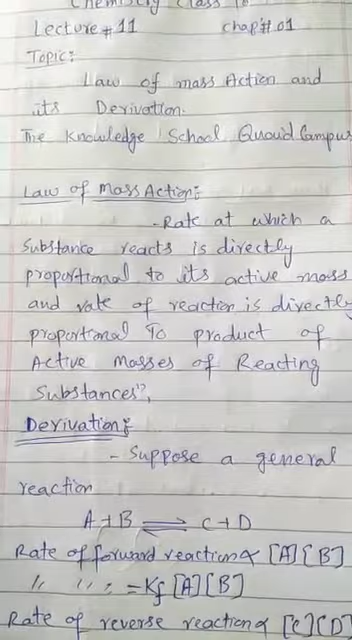 Chemistry Class 10
Lecture # 11 chap # 01
Topic:
Law of mass Action and
its Derivation.
The Knowledge School Quaid Campus
Law of Mass Action:
-Rate at which a
Substance reacts is directly
proportional to its active mass
and rate of reaction is directly
proportional To product of
Active Masses of Reacting
Substances",
Derivation:
- Suppose a general
reaction
A+B ⇌ C+D
Rate of forward reaction ∝ [A][B]
" " " = Kf [A][B]
Rate of reverse reaction ∝ [C][D]